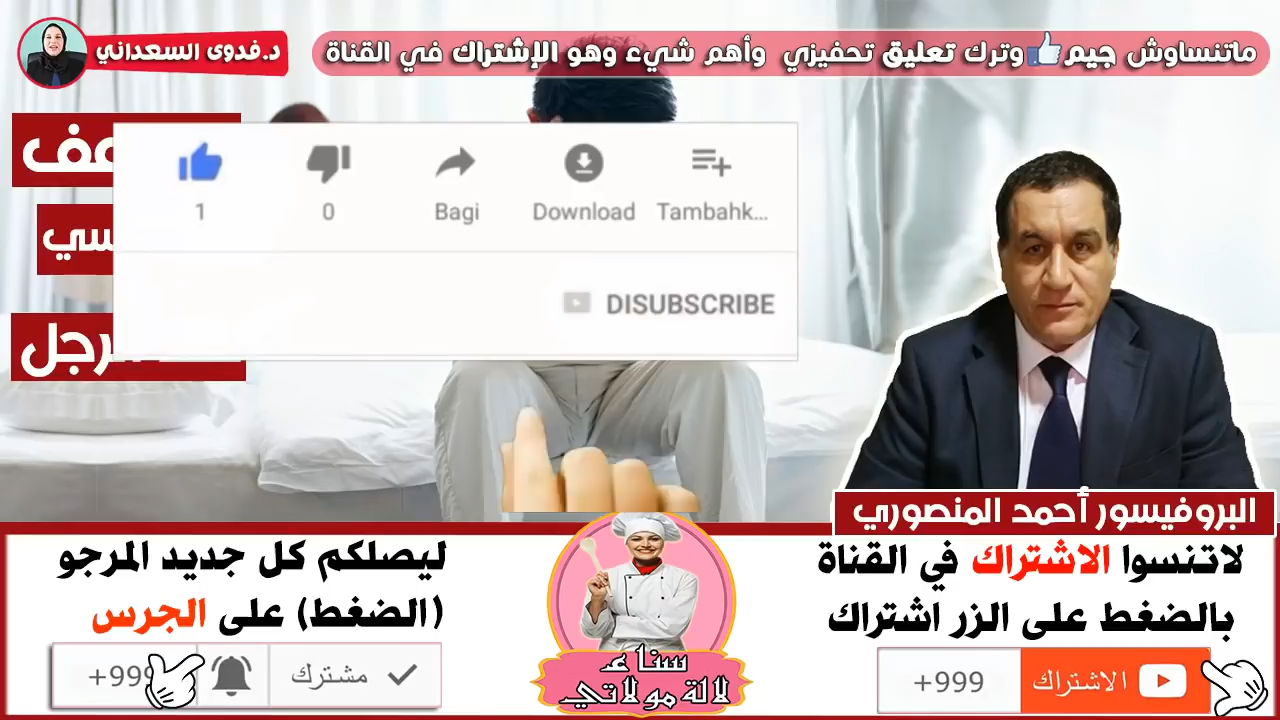 د.فدوى السعداني
ماتنساوش جيم وترك تعليق تحفيزي وأهم شيء وهو الإشتراك في القناة
1
0
Bagi
Download
Tambahk...
DISUBSCRIBE
البروفيسور أحمد المنصوري
لاتنسوا الاشتراك في القناة
بالضغط على الزر اشتراك
+999
الاشتراك
ليصلكم كل جديد المرجو
(الضغط) على الجرس
+999
مشترك
سناء
لالة مولاتي